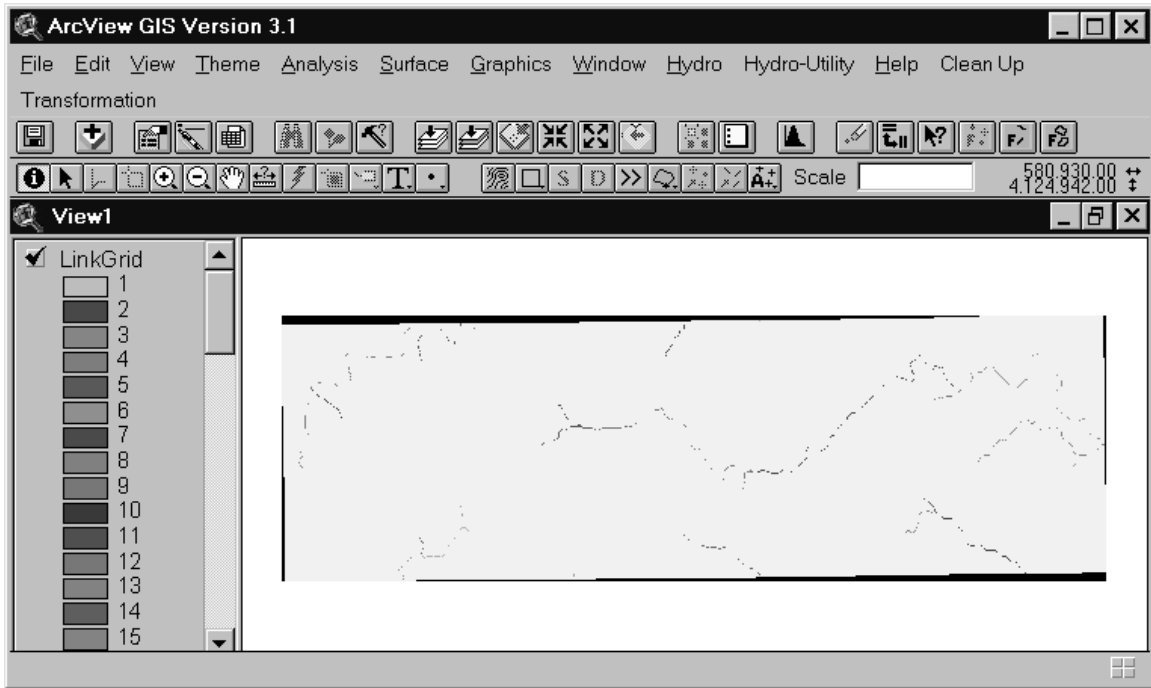 ArcView GIS Version 3.1
File Edit View Theme Analysis Surface Graphics Window Hydro Hydro-Utility Help Clean Up
Transformation
Scale 580,930.00
4,124,942.00
View1
LinkGrid
1
2
3
4
5
6
7
8
9
10
11
12
13
14
15